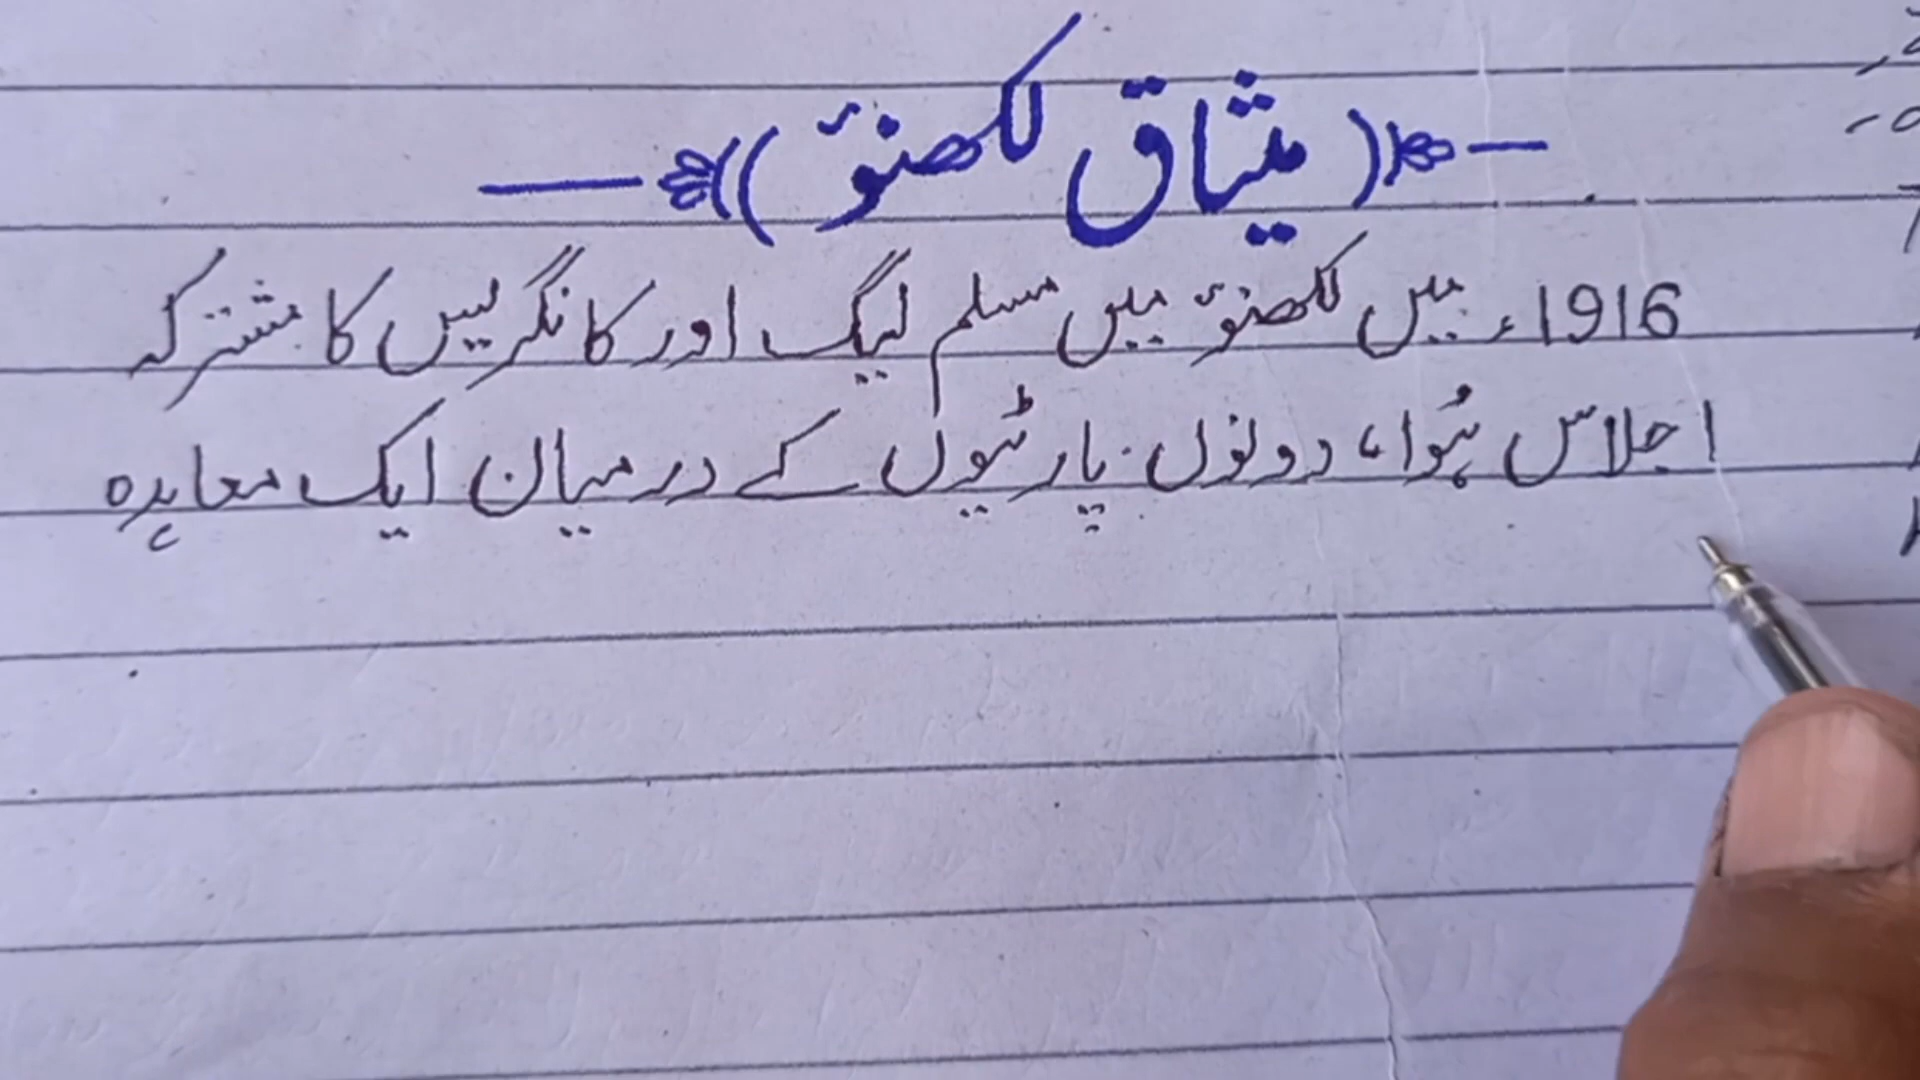 (میثاق لکھنؤ)
1916ء میں لکھنؤ میں مسلم لیگ اور کانگریس کا مشترکہ
اجلاس ہُوا، دونوں پارٹیوں کے درمیان ایک معاہدہ